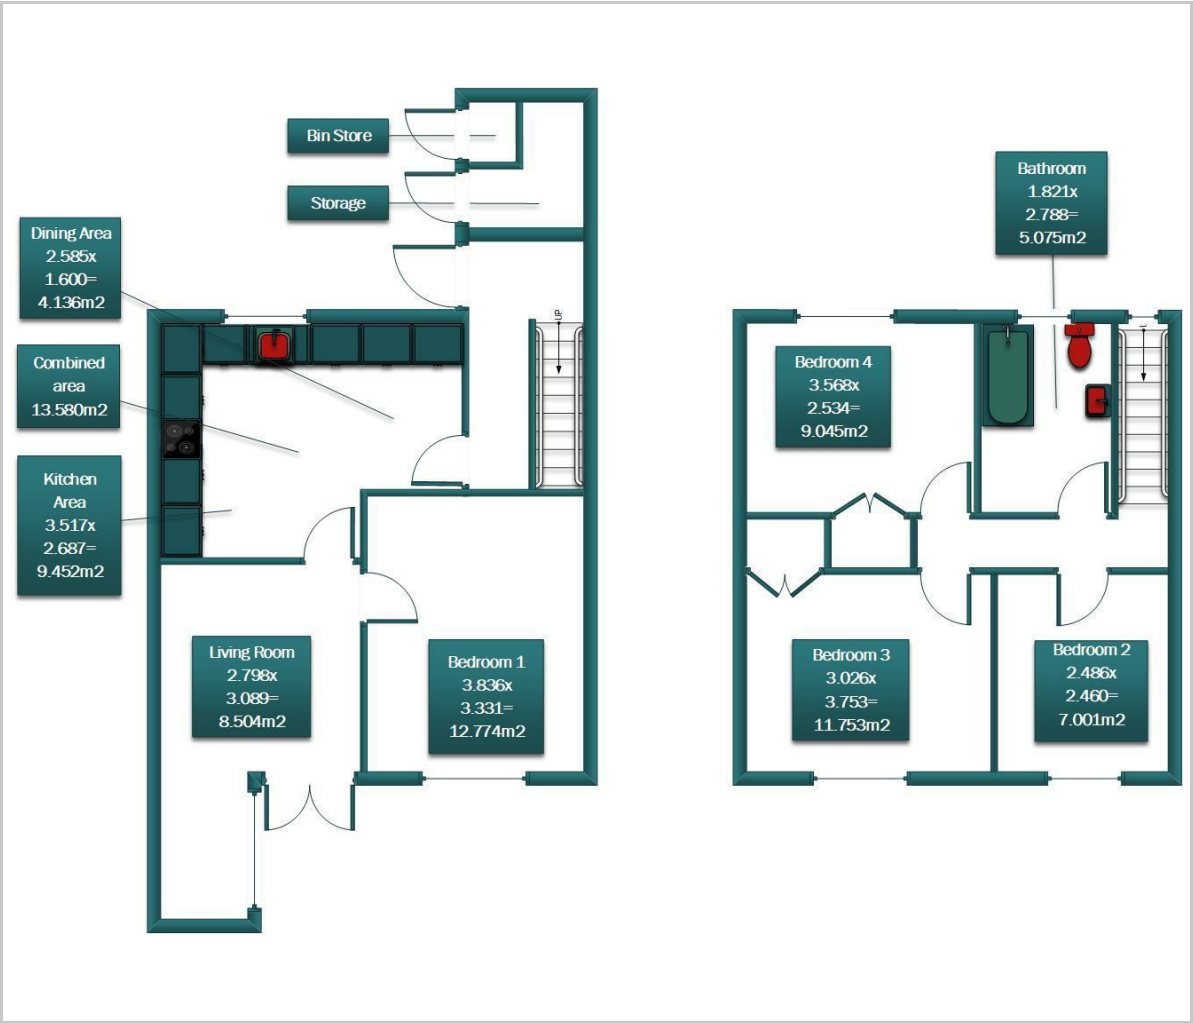 Bin Store
Storage
Dining Area
2.585x
1.600=
4.136m2
Combined
area
13.580m2
Kitchen
Area
3.517x
2.687=
9.452m2
Living Room
2.798x
3.089=
8.504m2
Bedroom 1
3.836x
3.331=
12.774m2
UP
Bathroom
1.821x
2.788=
5.075m2
Bedroom 4
3.568x
2.534=
9.045m2
Bedroom 3
3.026x
3.753=
11.753m2
Bedroom 2
2.486x
2.460=
7.001m2